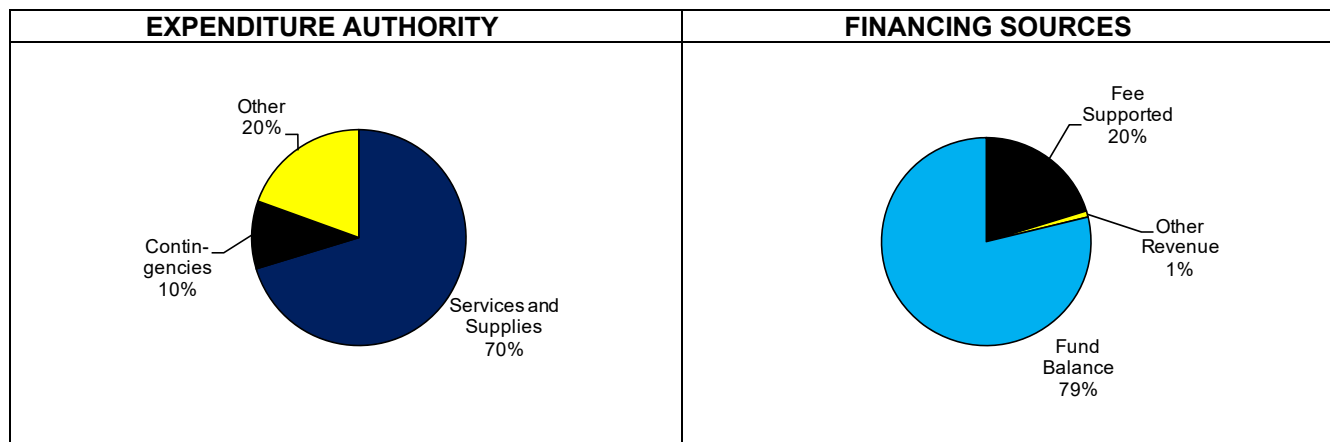 EXPENDITURE AUTHORITY
Other
20%
Contin-
gencies
10%
Services and
Supplies
70%
FINANCING SOURCES
Fee
Supported
20%
Other
Revenue
1%
Fund
Balance
79%